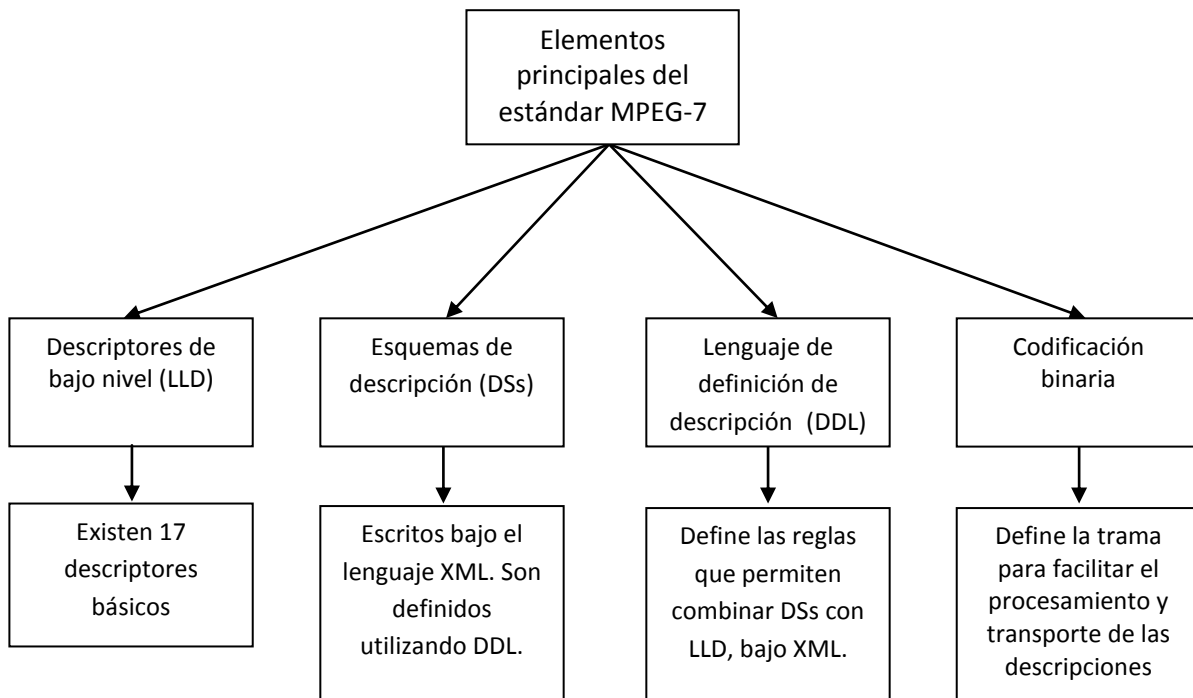 Elementos
principales del
estándar MPEG-7
Descriptores de
bajo nivel (LLD)
Esquemas de
descripción (DSs)
Lenguaje de
definición de
descripción (DDL)
Codificación
binaria
Existen 17
descriptores
básicos
Escritos bajo el
lenguaje XML. Son
definidos
utilizando DDL.
Define las reglas
que permiten
combinar DSs con
LLD, bajo XML.
Define la trama
para facilitar el
procesamiento y
transporte de las
descripciones